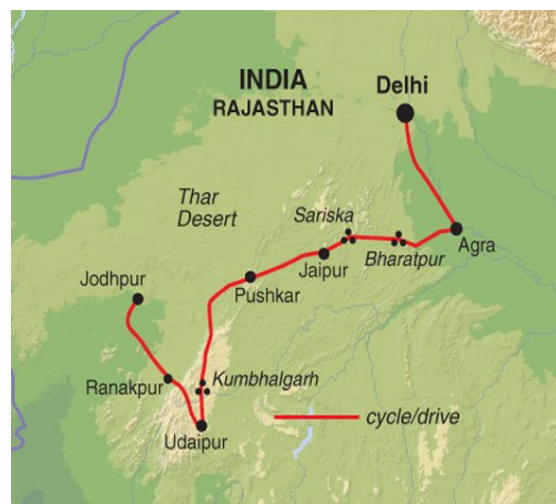 INDIA
RAJASTHAN
Delhi
Thar
Desert
Sariska
Agra
Bharatpur
Jaipur
Pushkar
Jodhpur
Ranakpur
Kumbhalgarh
cycle/drive
Udaipur